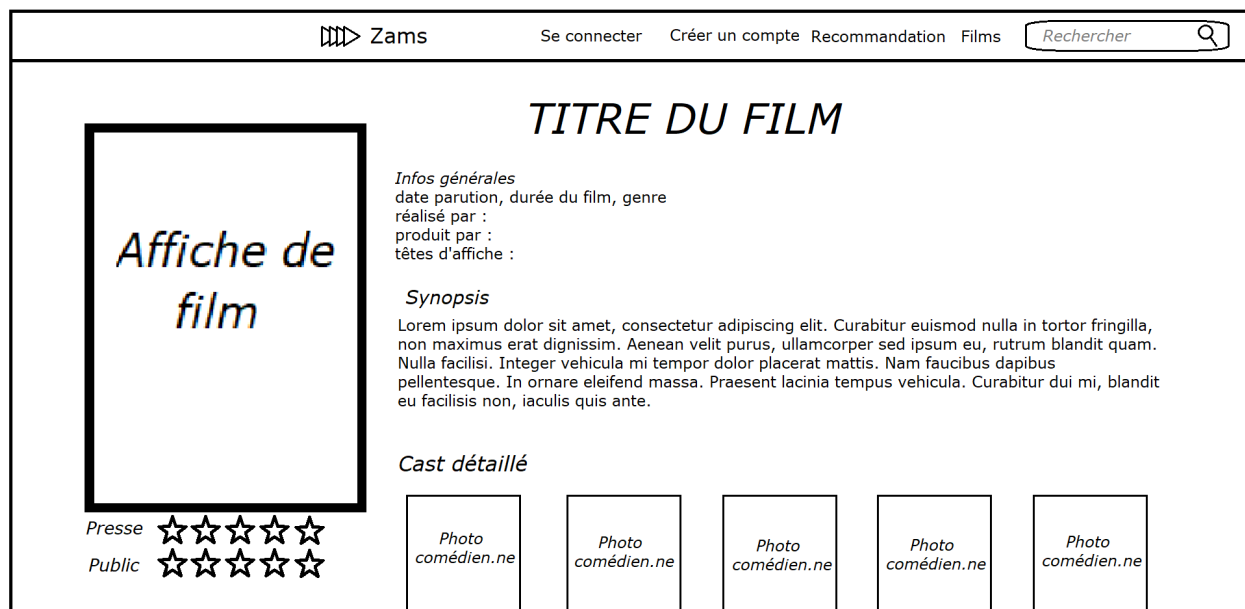 Zams
Se connecter
Créer un compte
Recommandation
Films
Rechercher
TITRE DU FILM
Affiche de
film
Infos générales
date parution, durée du film, genre
réalisé par :
produit par :
têtes d'affiche :
Synopsis
Lorem ipsum dolor sit amet, consectetur adipiscing elit. Curabitur euismod nulla in tortor fringilla,
non maximus erat dignissim. Aenean velit purus, ullamcorper sed ipsum eu, rutrum blandit quam.
Nulla facilisi. Integer vehicula mi tempor dolor placerat mattis. Nam faucibus dapibus
pellentesque. In ornare eleifend massa. Praesent lacinia tempus vehicula. Curabitur dui mi, blandit
eu facilisis non, iaculis quis ante.
Presse
Public
Cast détaillé
Photo
comédien.ne
Photo
comédien.ne
Photo
comédien.ne
Photo
comédien.ne
Photo
comédien.ne